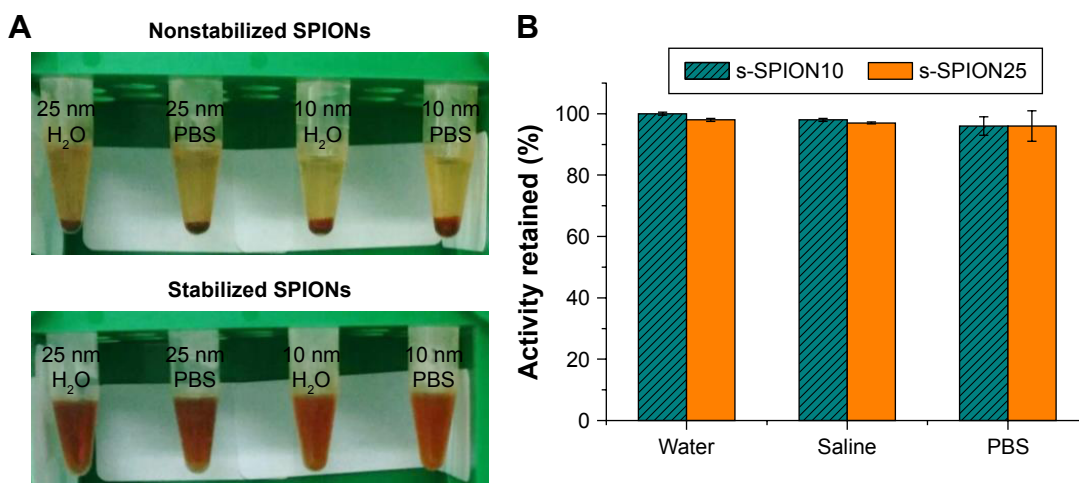 A
Nonstabilized SPIONs
25 nm 25 nm 10 nm 10 nm
H₂O PBS H₂O PBS
Stabilized SPIONs
25 nm 25 nm 10 nm 10 nm
H₂O PBS H₂O PBS
B
s-SPION10 s-SPION25
Activity retained (%)
100
80
60
40
20
0
Water Saline PBS